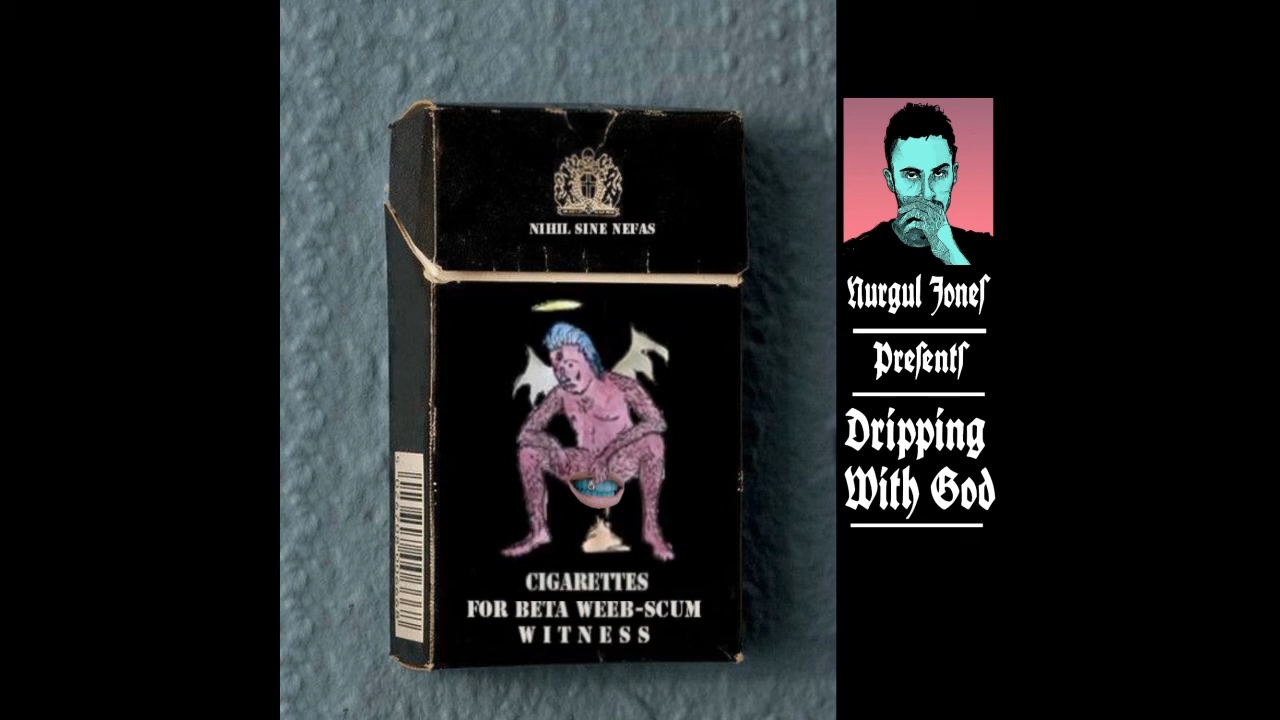 NIHIL SINE NEFAS
CIGARETTES
FOR BETA WEEB-SCUM
WITNESS
Nurgul Joneſ
Preſentſ
Dripping
With God